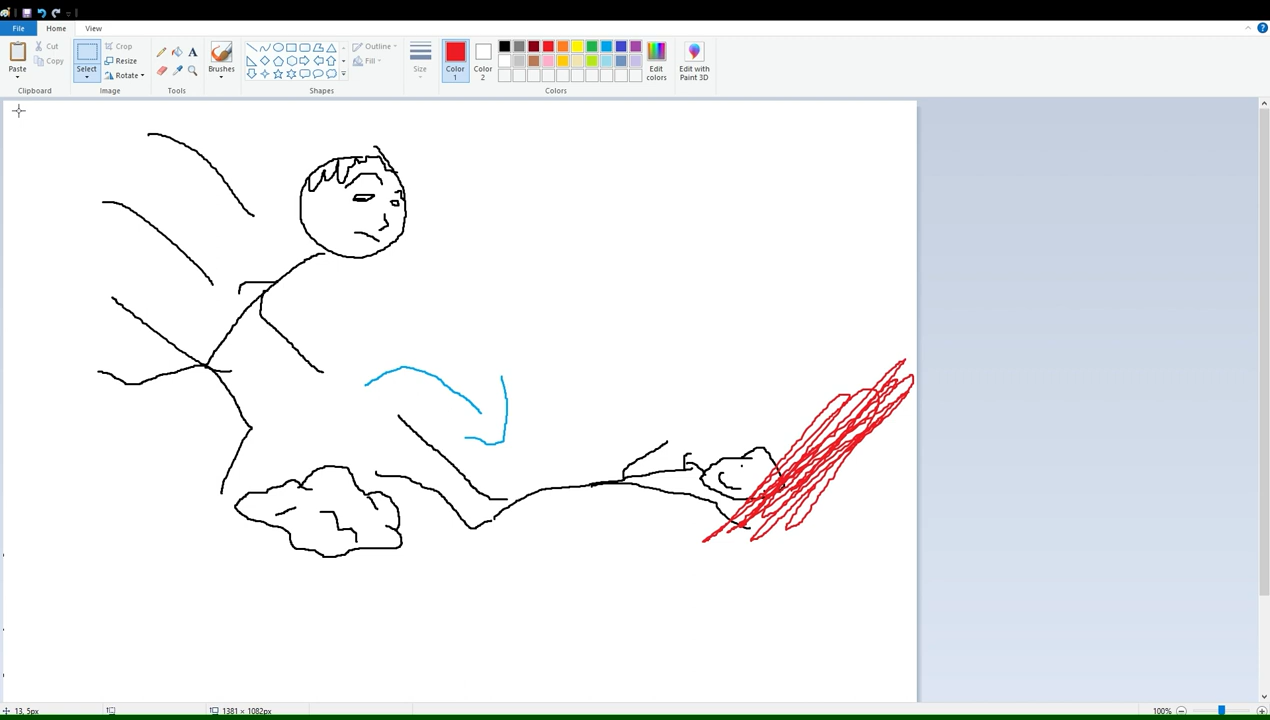 File Home View
Paste Cut Copy Clipboard
Select Crop Resize Rotate Image
Tools
Brushes
Outline Fill Shapes
Size
Color 1 Color 2
Edit colors
Colors
Edit with Paint 3D
13, 5px 1381 × 1082px 100%